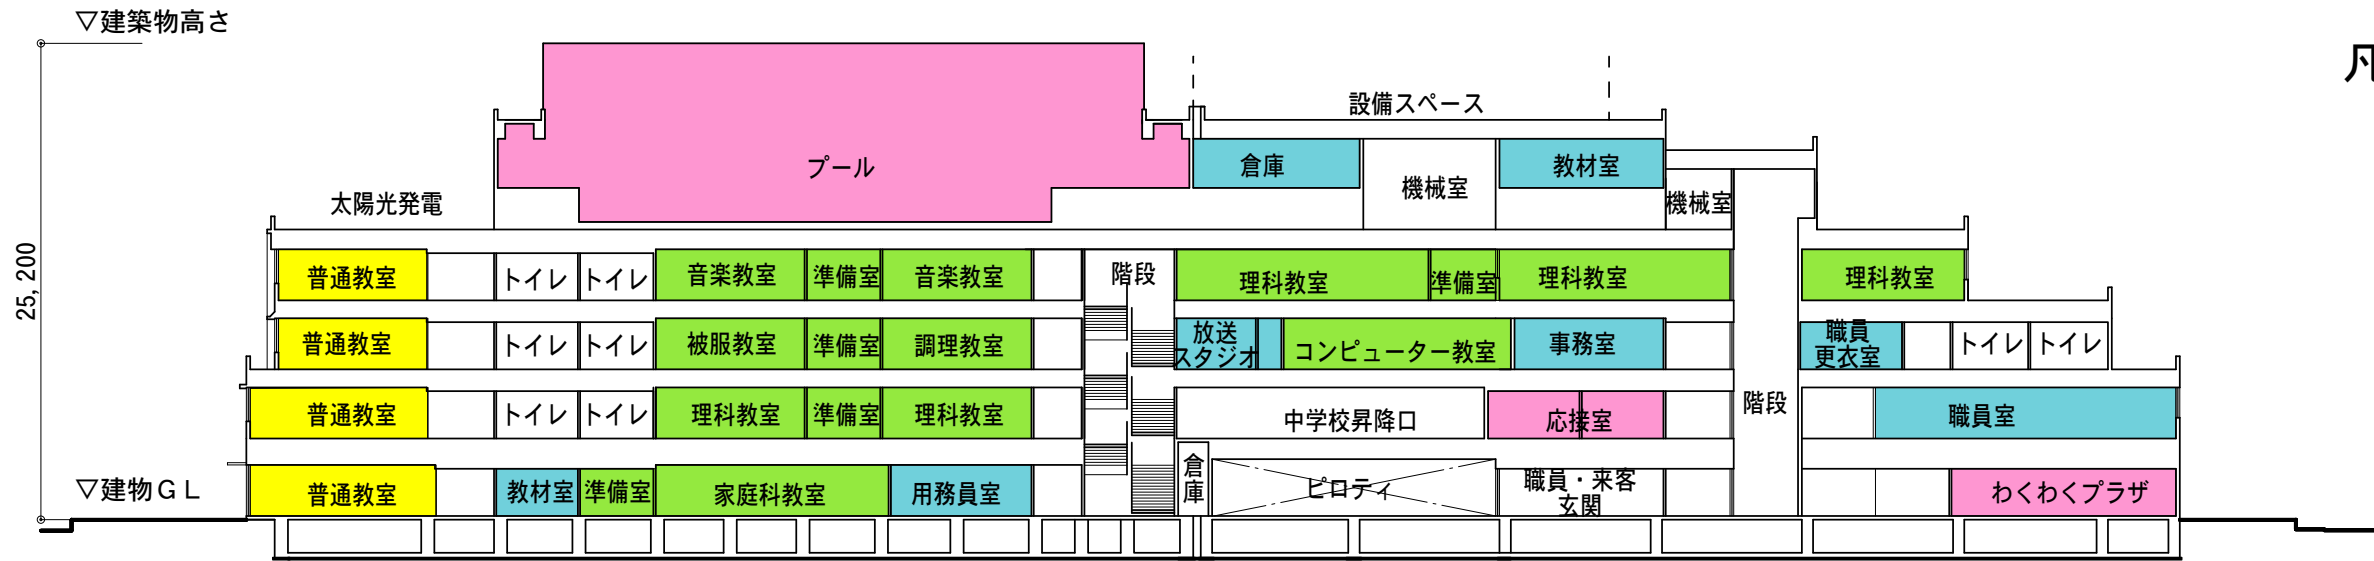 ▽建築物高さ
凡
設備スペース
プール
倉庫
教材室
機械室
太陽光発電
機械室
25,200
普通教室
トイレ
トイレ
音楽教室
準備室
音楽教室
階段
理科教室
準備室
理科教室
理科教室
普通教室
トイレ
トイレ
被服教室
準備室
調理教室
放送
スタジオ
コンピューター教室
事務室
職員
更衣室
トイレ
トイレ
普通教室
トイレ
トイレ
理科教室
準備室
理科教室
中学校昇降口
応接室
階段
職員室
▽建物GL
普通教室
教材室
準備室
家庭科教室
用務員室
倉庫
ピロティ
職員・来客
玄関
わくわくプラザ